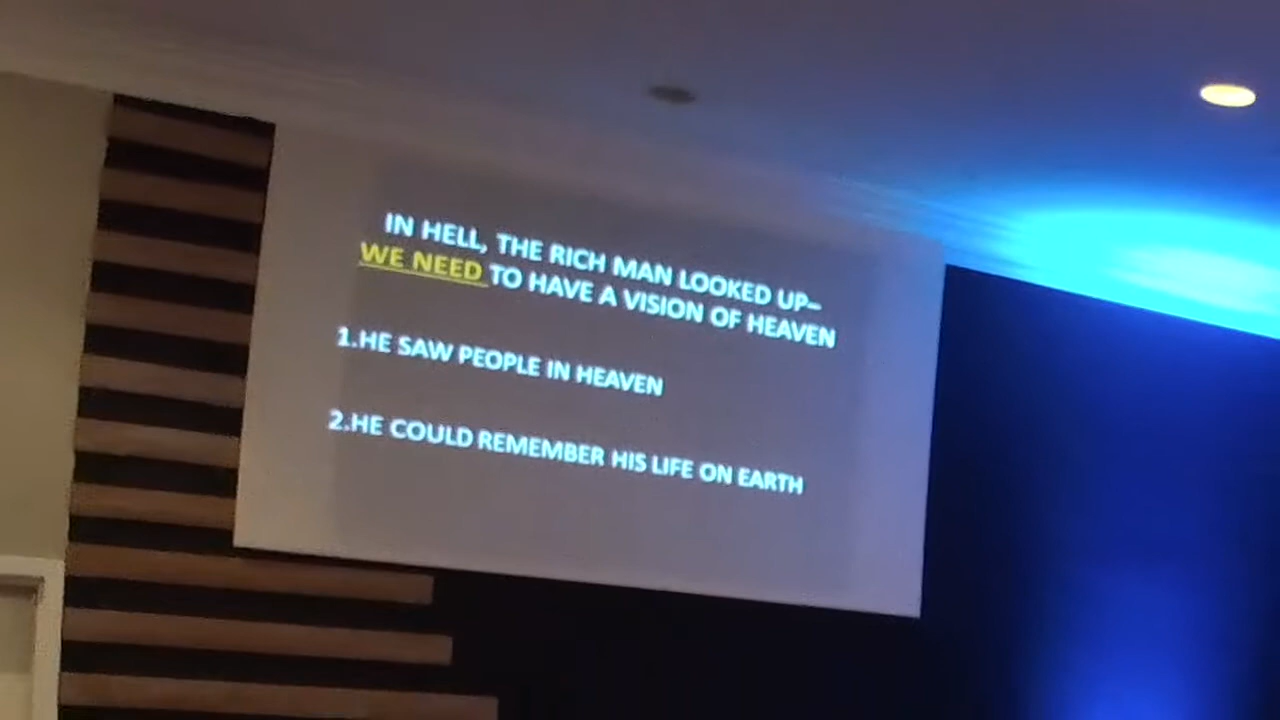 IN HELL, THE RICH MAN LOOKED UP–
WE NEED TO HAVE A VISION OF HEAVEN
1.HE SAW PEOPLE IN HEAVEN
2.HE COULD REMEMBER HIS LIFE ON EARTH